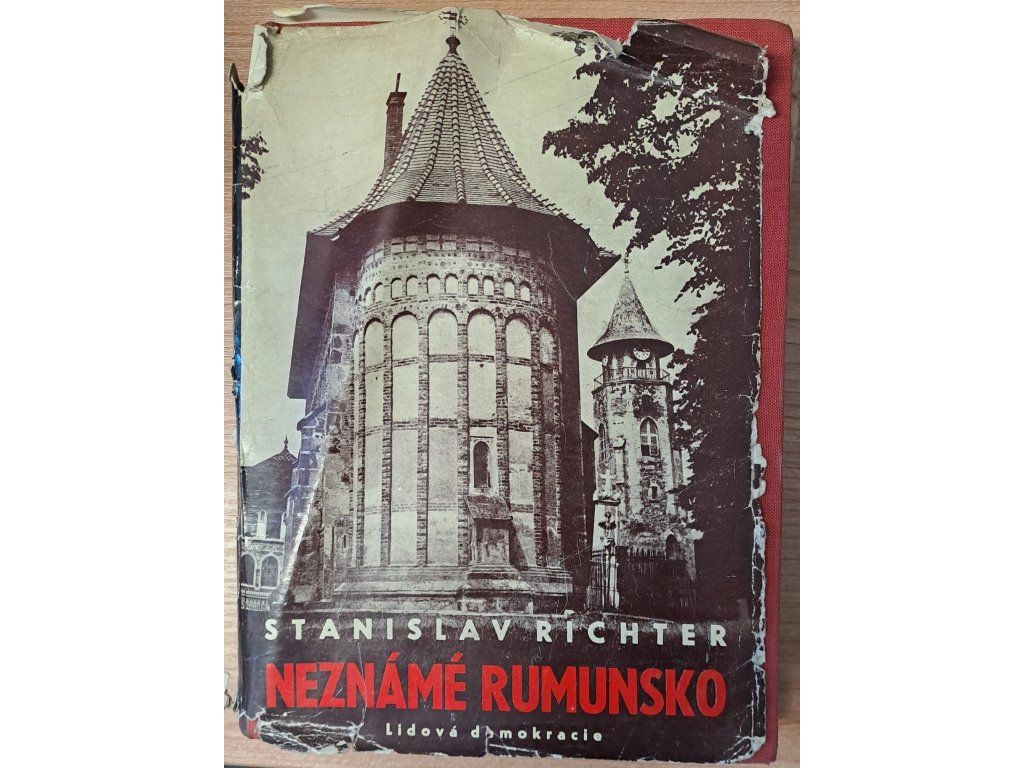 STANISLAV RICHTER
NEZNÁMÉ RUMUNSKO
Lidová demokracie